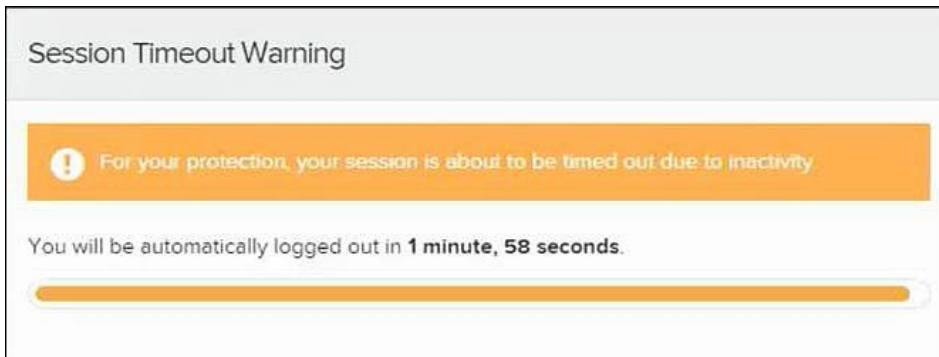 Session Timeout Warning
For your protection, your session is about to be timed out due to inactivity
You will be automatically logged out in 1 minute, 58 seconds.